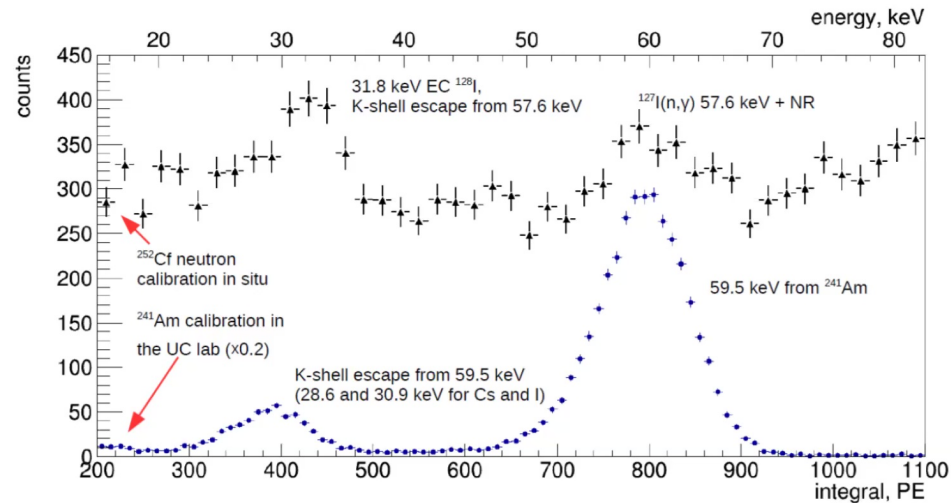 energy, keV
20 30 40 50 60 70 80
counts
450
400
350
300
250
200
150
100
50
0
31.8 keV EC ¹²⁸I,
K-shell escape from 57.6 keV
¹²⁷I(n,γ) 57.6 keV + NR
²⁵²Cf neutron
calibration in situ
²⁴¹Am calibration in
the UC lab (x0.2)
59.5 keV from ²⁴¹Am
K-shell escape from 59.5 keV
(28.6 and 30.9 keV for Cs and I)
200 300 400 500 600 700 800 900 1000 1100
integral, PE